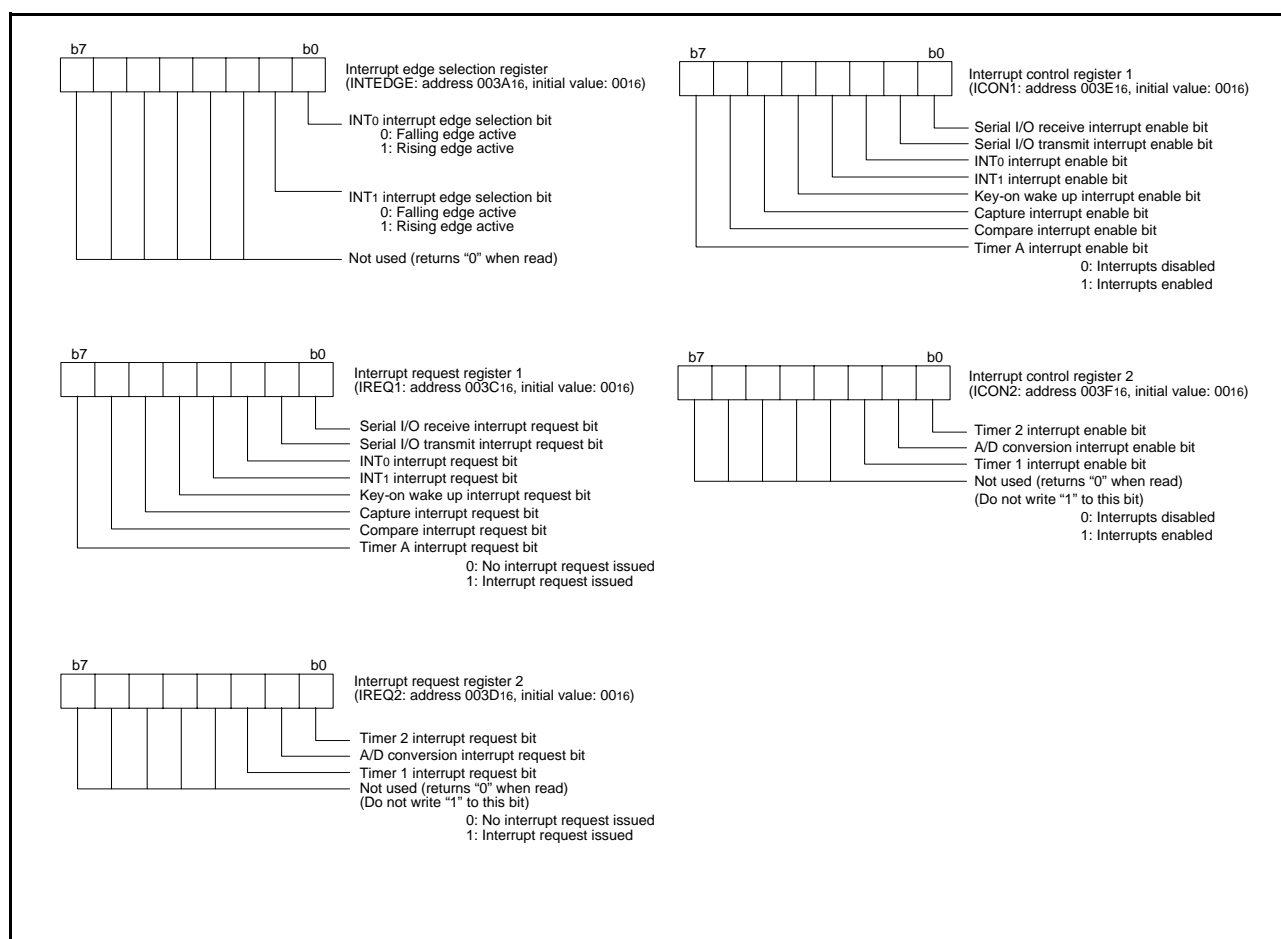 b7 b0
Interrupt edge selection register
(INTEDGE: address 003A16, initial value: 0016)
INT0 interrupt edge selection bit
0: Falling edge active
1: Rising edge active
INT1 interrupt edge selection bit
0: Falling edge active
1: Rising edge active
Not used (returns “0” when read)
b7 b0
Interrupt request register 1
(IREQ1: address 003C16, initial value: 0016)
Serial I/O receive interrupt request bit
Serial I/O transmit interrupt request bit
INT0 interrupt request bit
INT1 interrupt request bit
Key-on wake up interrupt request bit
Capture interrupt request bit
Compare interrupt request bit
Timer A interrupt request bit
0: No interrupt request issued
1: Interrupt request issued
b7 b0
Interrupt request register 2
(IREQ2: address 003D16, initial value: 0016)
Timer 2 interrupt request bit
A/D conversion interrupt request bit
Timer 1 interrupt request bit
Not used (returns “0” when read)
(Do not write “1” to this bit)
0: No interrupt request issued
1: Interrupt request issued
b7 b0
Interrupt control register 1
(ICON1: address 003E16, initial value: 0016)
Serial I/O receive interrupt enable bit
Serial I/O transmit interrupt enable bit
INT0 interrupt enable bit
INT1 interrupt enable bit
Key-on wake up interrupt enable bit
Capture interrupt enable bit
Compare interrupt enable bit
Timer A interrupt enable bit
0: Interrupts disabled
1: Interrupts enabled
b7 b0
Interrupt control register 2
(ICON2: address 003F16, initial value: 0016)
Timer 2 interrupt enable bit
A/D conversion interrupt enable bit
Timer 1 interrupt enable bit
Not used (returns “0” when read)
(Do not write “1” to this bit)
0: Interrupts disabled
1: Interrupts enabled